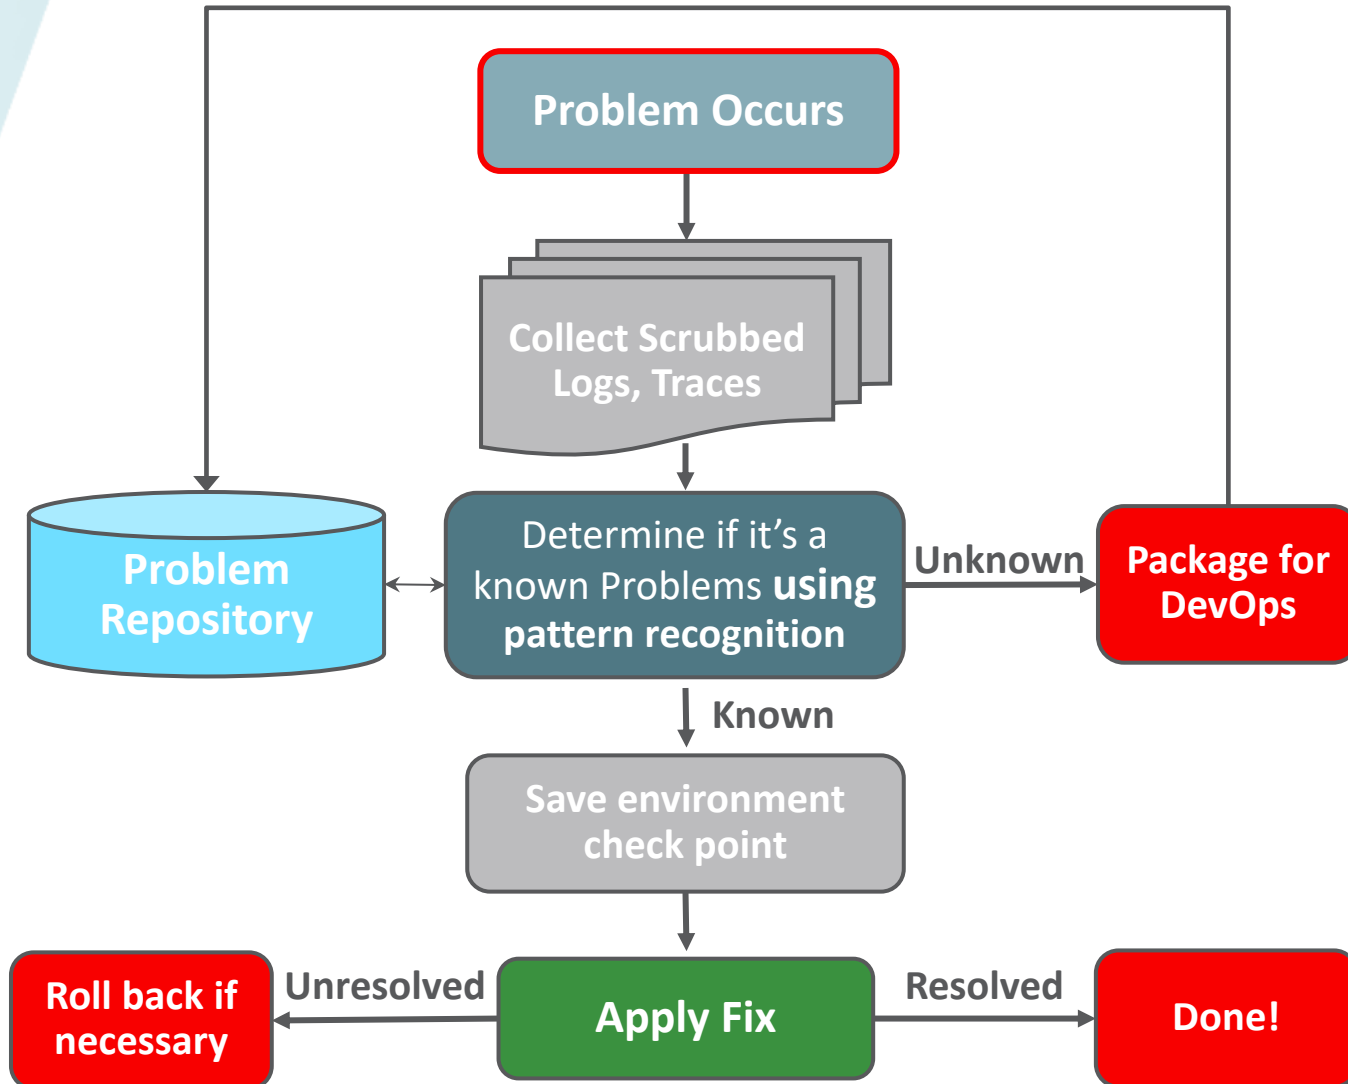 Problem Occurs
Collect Scrubbed
Logs, Traces
Problem
Repository
Determine if it’s a
known Problems using
pattern recognition
Unknown
Package for
DevOps
Known
Save environment
check point
Roll back if
necessary
Unresolved
Apply Fix
Resolved
Done!